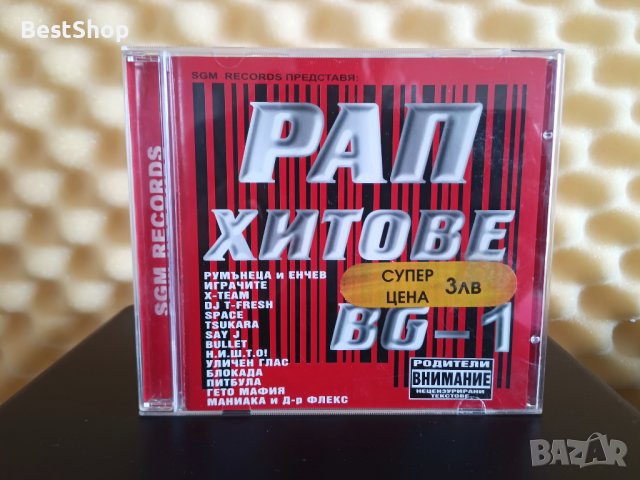 BestShop
SGM RECORDS ПРЕДСТАВЯ:
РАП
ХИТОВЕ
BG-1
SGM RECORDS
РУМЪНЕЦА И ЕНЧЕВ
ИГРАЧИТЕ
X-TEAM
DJ T-FRESH
SPACE
TSUKARA
SAY J
BULLET
Н.И.Ш.Т.О!
УЛИЧЕН ГЛАС
БЛОКАДА
ПИТБУЛА
ГЕТО МАФИЯ
МАНИАКА И Д-р ФЛЕКС
СУПЕР
ЦЕНА 3ЛВ
РОДИТЕЛИ
ВНИМАНИЕ
НЕЦЕНЗУРИРАНИ
ТЕКСТОВЕ
BAZAR